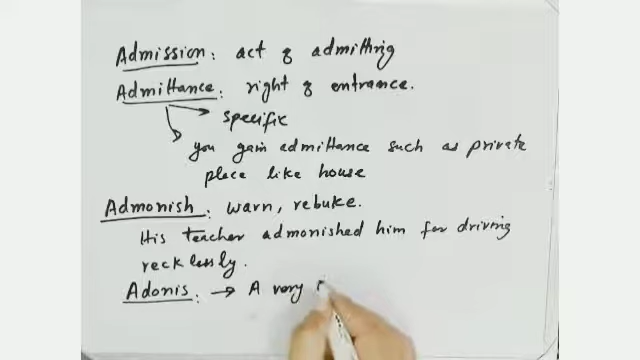 Admission: act of admitting
Admittance: right of entrance.
specific
you gain admittance such as private
place like house
Admonish: warn, rebuke.
His teacher admonished him for driving
recklessly.
Adonis: → A very